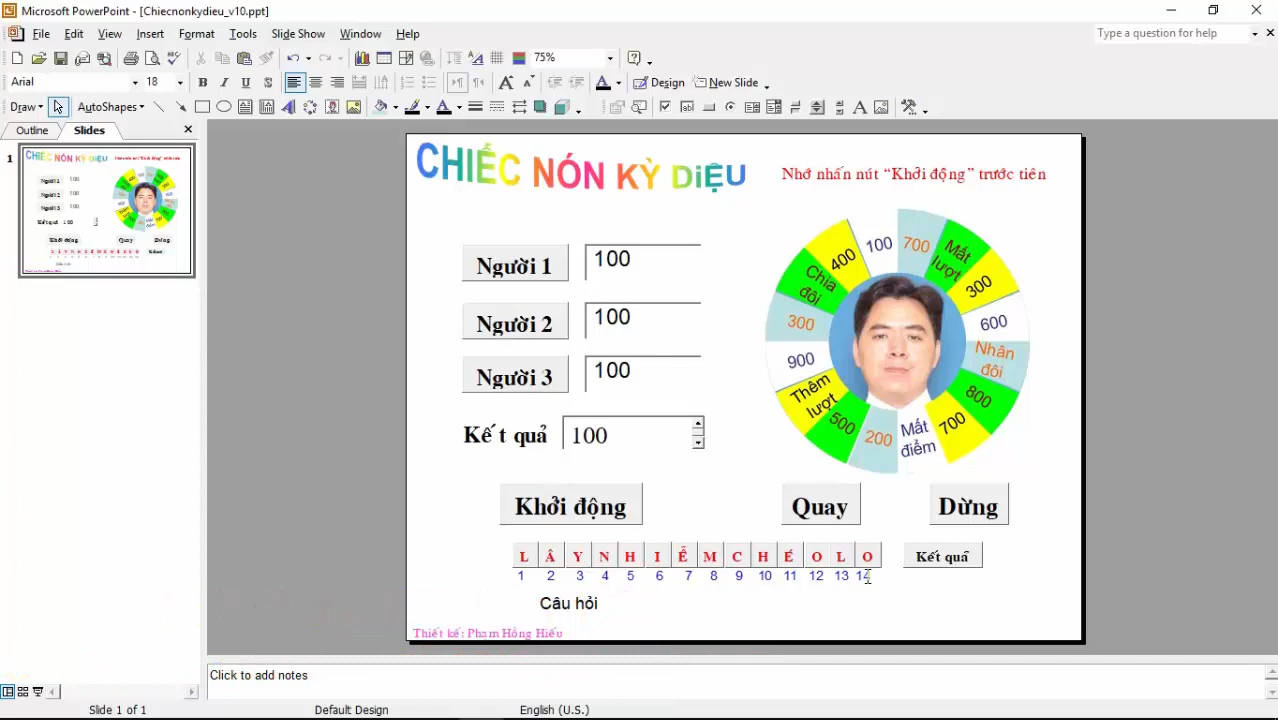 Microsoft PowerPoint - [Chiecnonkydieu_v10.ppt]
File Edit View Insert Format Tools Slide Show Window Help
Type a question for help
75%
Arial 18 B I U S A A A Design New Slide
Draw AutoShapes
Outline Slides
1
CHIẾC NÓN KỲ DiỆU
Nhớ nhấn nút “Khởi động” trước tiên
Người 1 100
Người 2 100
Người 3 100
Kết quả 100
100
700
Mất lượt
300
600
Nhân đôi
800
700
Mất điểm
200
500
Thêm lượt
900
300
Chia đôi
400
Khởi động Quay Dừng
L Â Y N H I Ễ M C H É O L O Kết quả
1 2 3 4 5 6 7 8 9 10 11 12 13 14
Câu hỏi
Thiết kế: Phạm Hồng Hiếu
Click to add notes
Slide 1 of 1 Default Design English (U.S.)